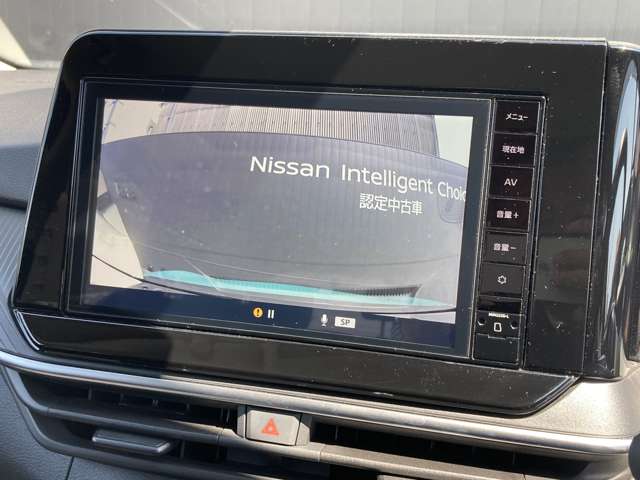 Nissan Intelligent Choic
認定中古車
SP
メニュー
現在地
AV
音量+
音量-